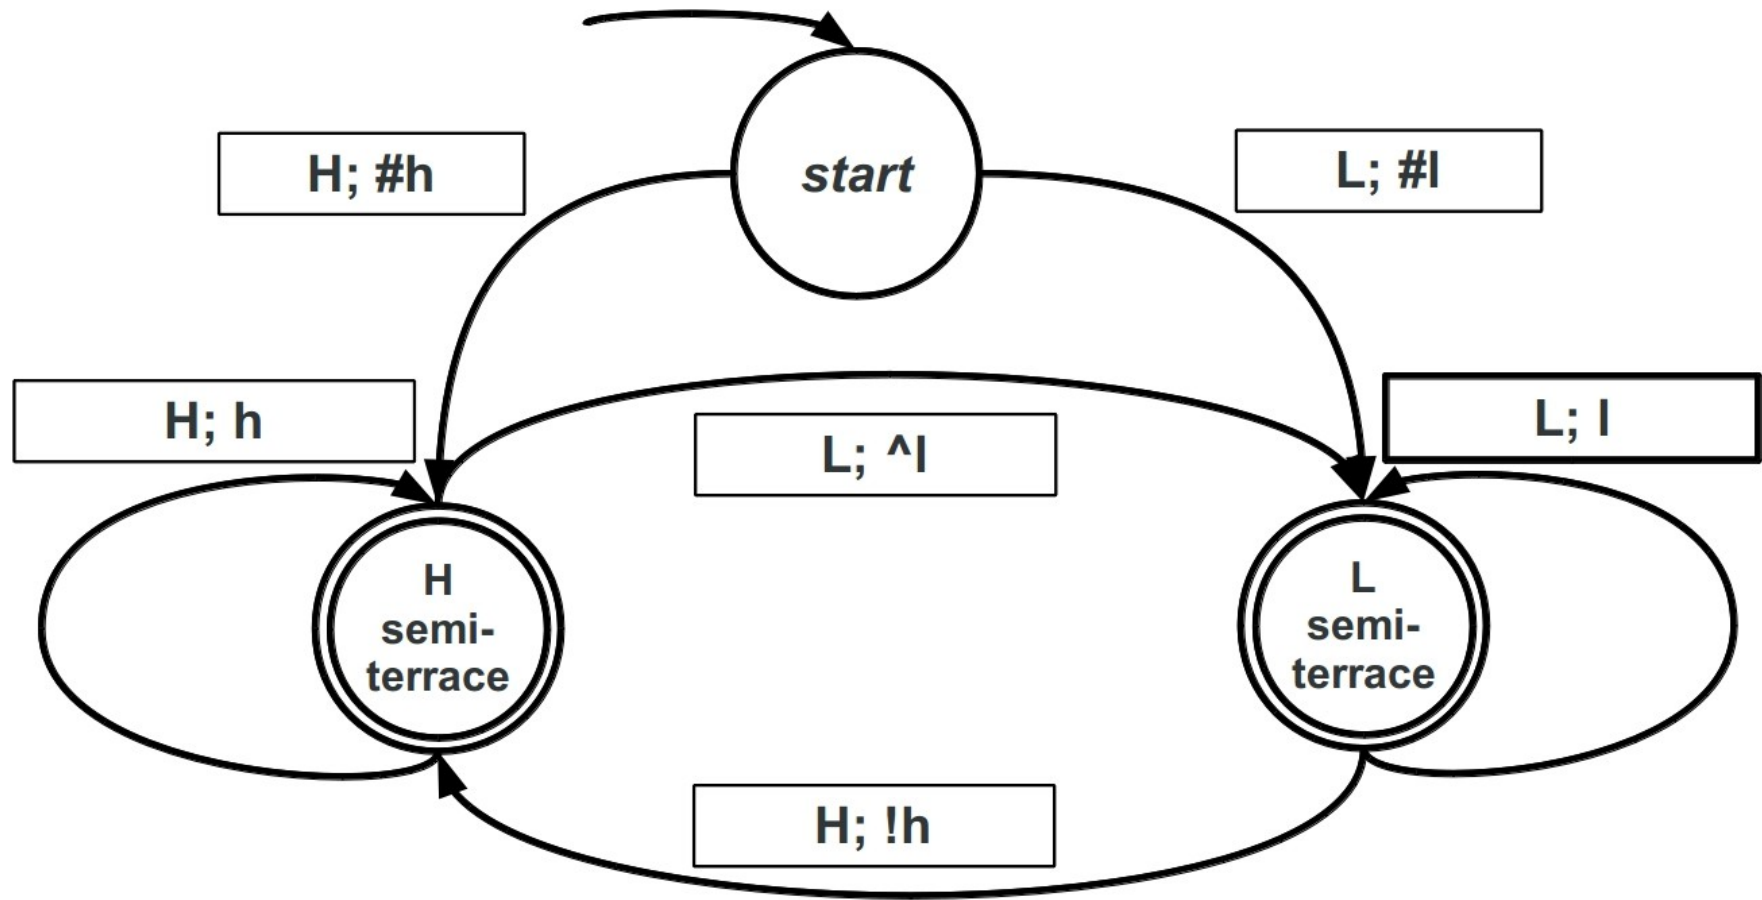 start
H; #h
L; #l
H; h
L; ^l
L; l
H
semi-
terrace
L
semi-
terrace
H; !h